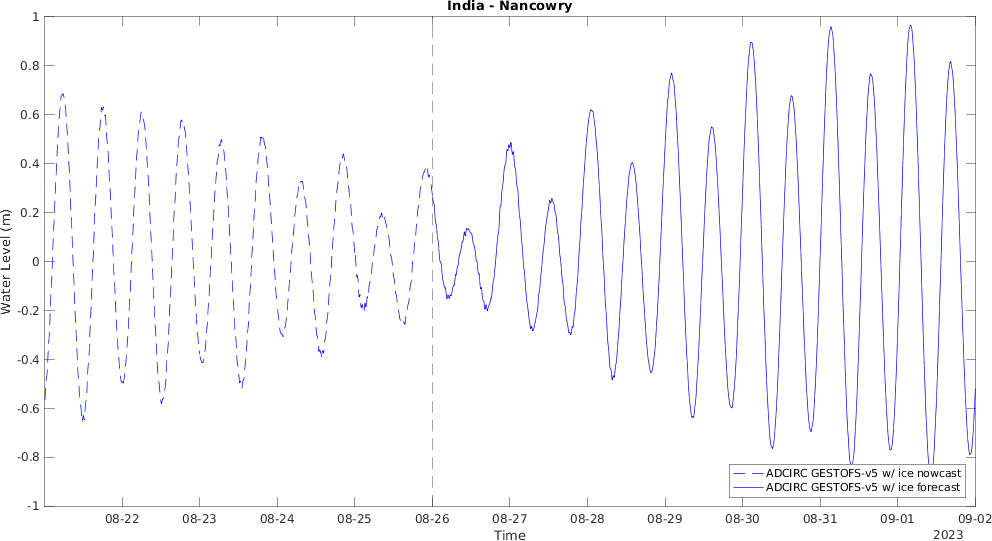 India - Nancowry
Water Level (m)
1
0.8
0.6
0.4
0.2
0
-0.2
-0.4
-0.6
-0.8
-1
ADCIRC GESTOFS-v5 w/ ice nowcast
ADCIRC GESTOFS-v5 w/ ice forecast
08-22 08-23 08-24 08-25 08-26 08-27 08-28 08-29 08-30 08-31 09-01 09-02
Time
2023